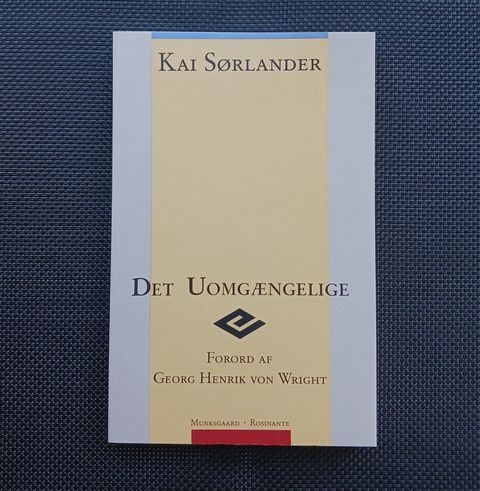 Kai Sørlander
Det Uomgængelige
Forord af
Georg Henrik von Wright
Munksgaard · Rosinante